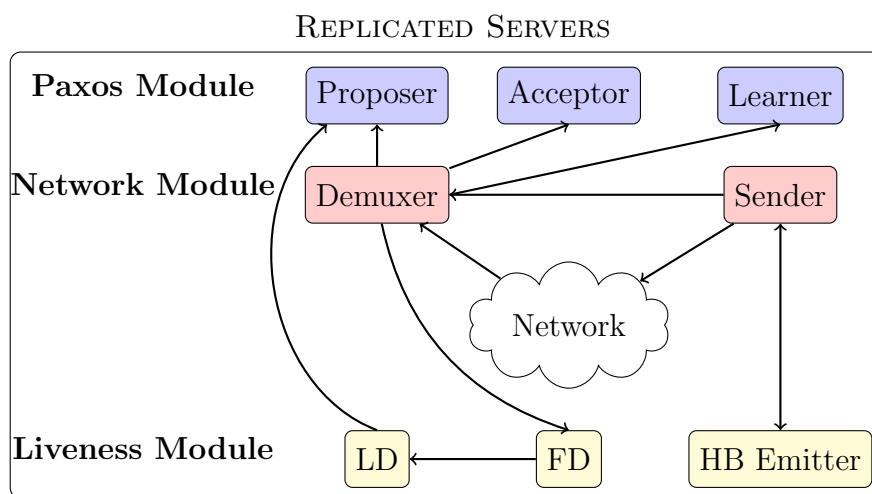 REPLICATED SERVERS
Paxos Module
Proposer
Acceptor
Learner
Network Module
Demuxer
Sender
Network
Liveness Module
LD
FD
HB Emitter